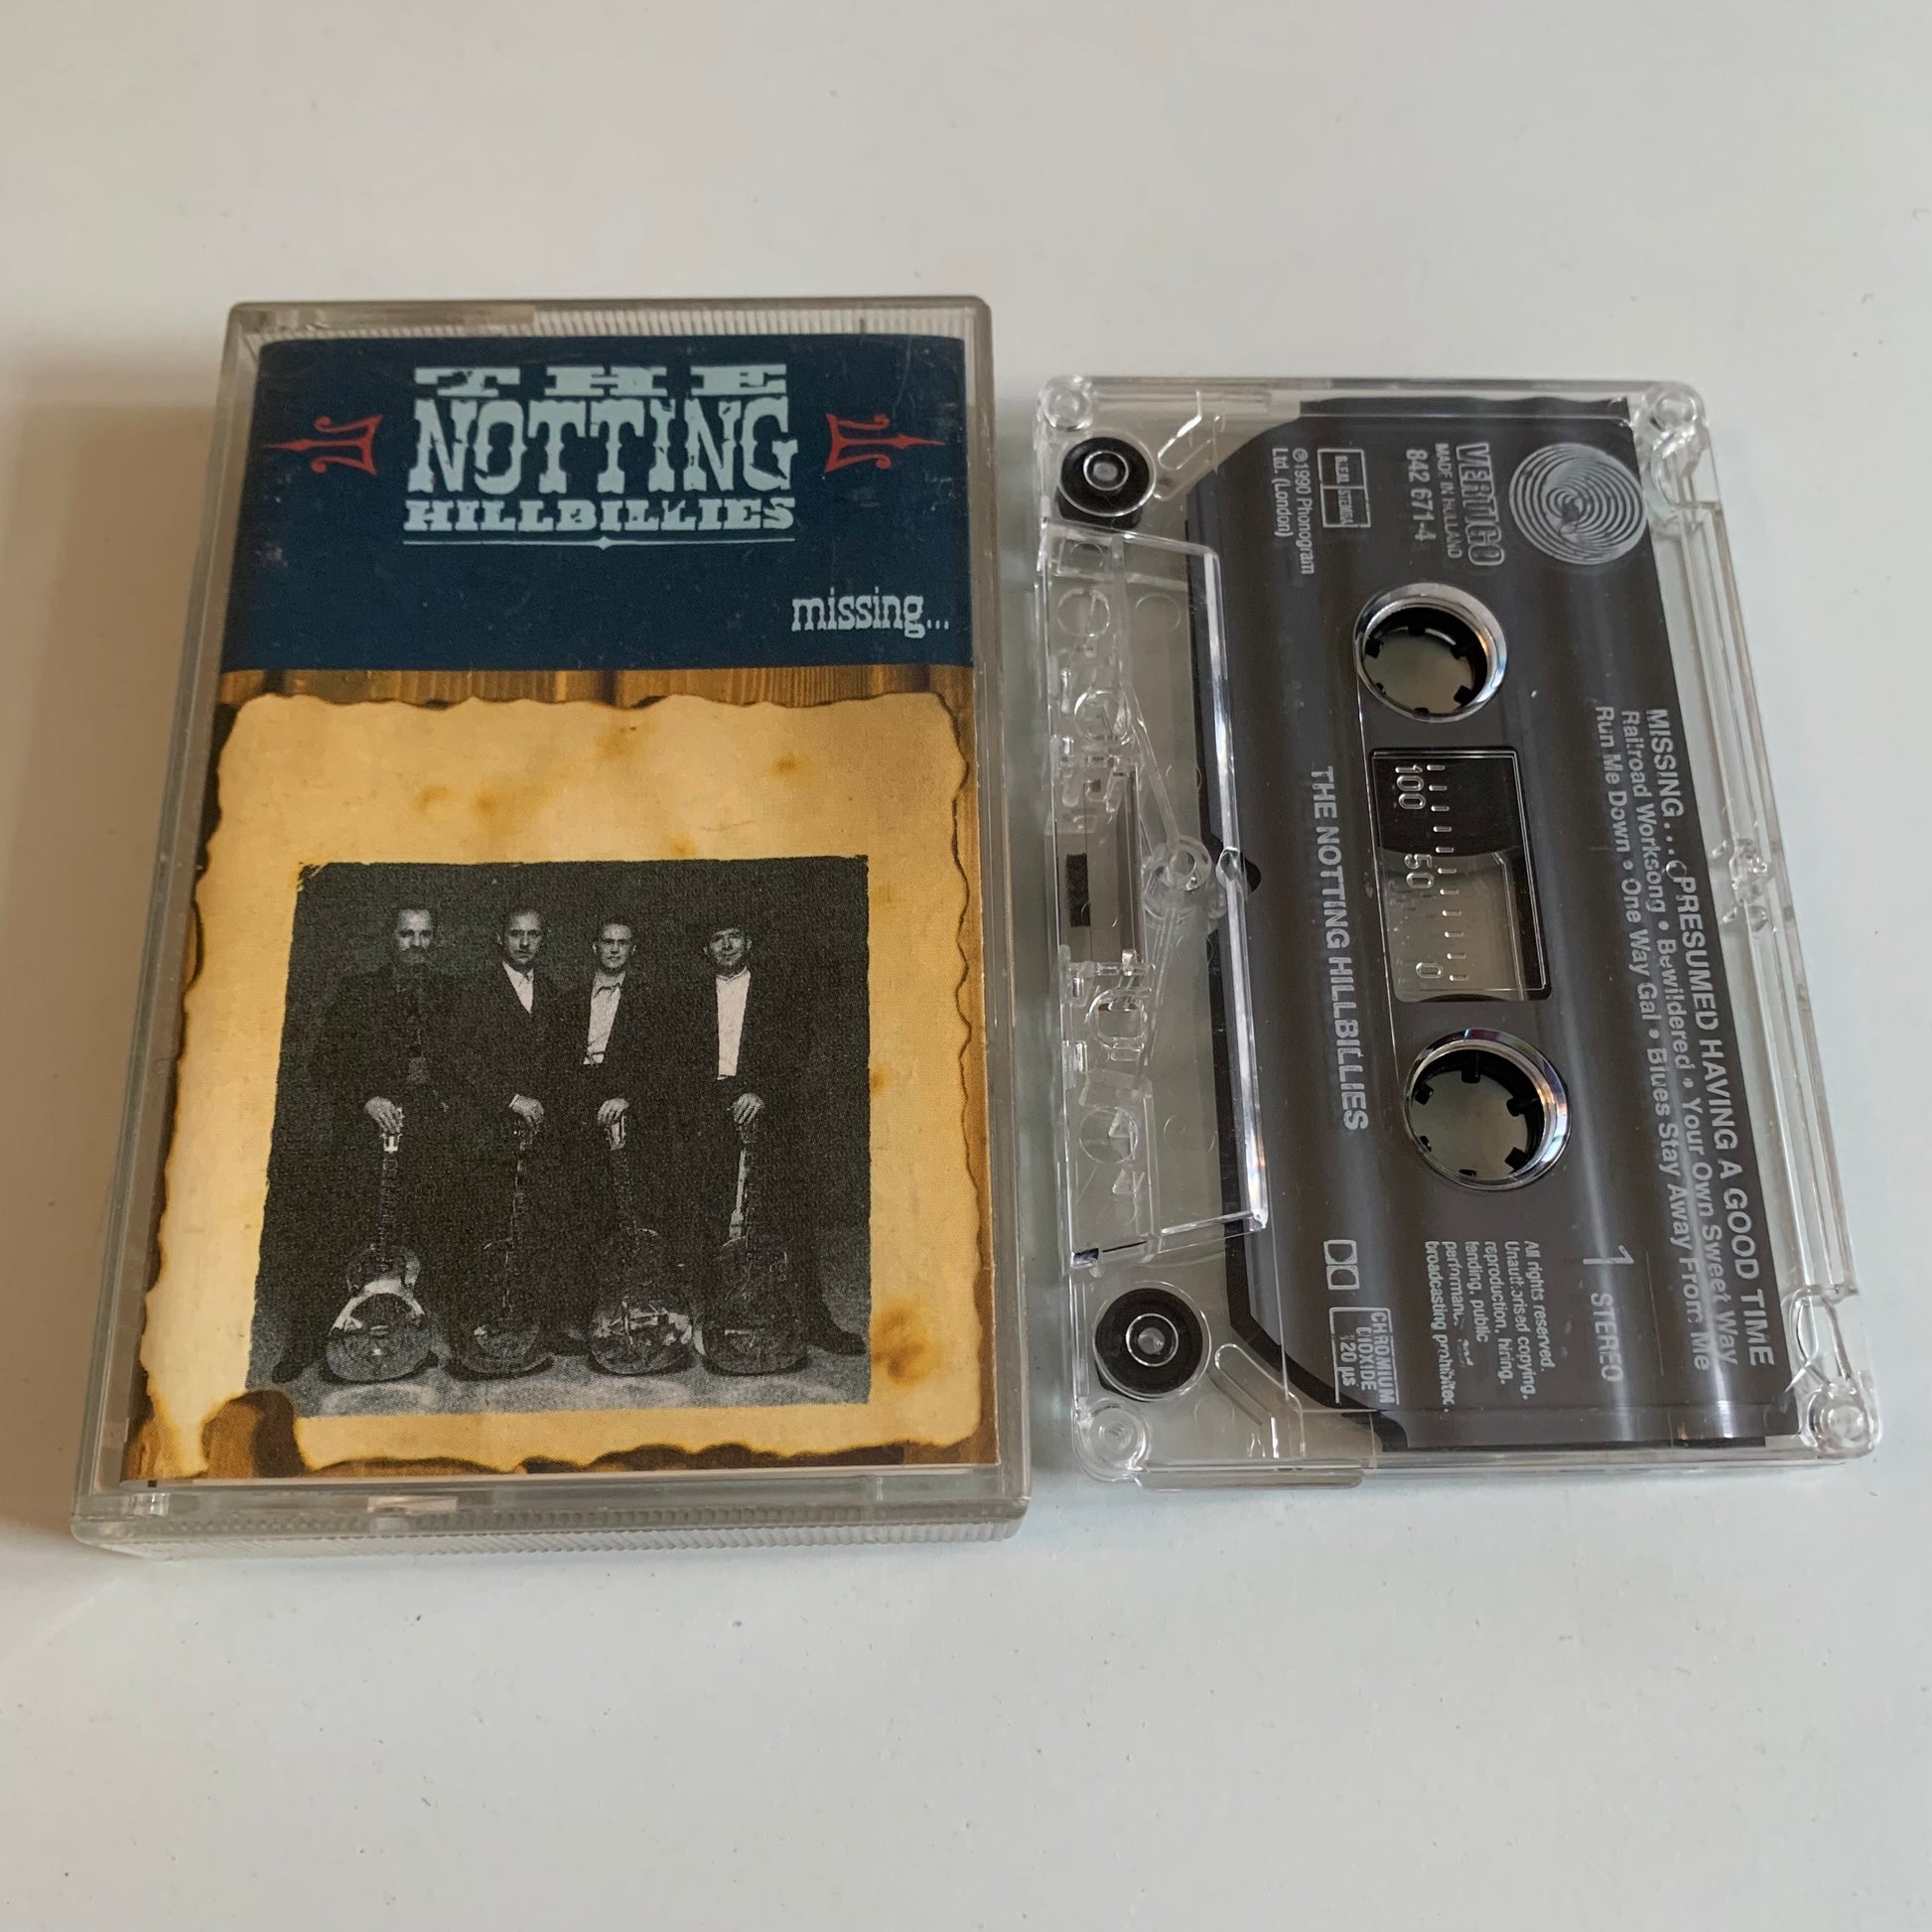 THE
NOTTING
HILLBILLIES
missing...
VERTIGO
MADE IN HOLLAND
842 671-4
BIEM STEMRA
℗1990 Phonogram
Ltd. (London)
MISSING... PRESUMED HAVING A GOOD TIME
Railroad Worksong • Bewildered • Your Own Sweet Way
Run Me Down • One Way Gal • Blues Stay Away From Me
100 50 0
THE NOTTING HILLBILLIES
1 STEREO
All rights reserved.
Unauthorised copying,
reproduction, hiring,
lending, public
performance and
broadcasting prohibited.
CHROMIUM
DIOXIDE
120 µs